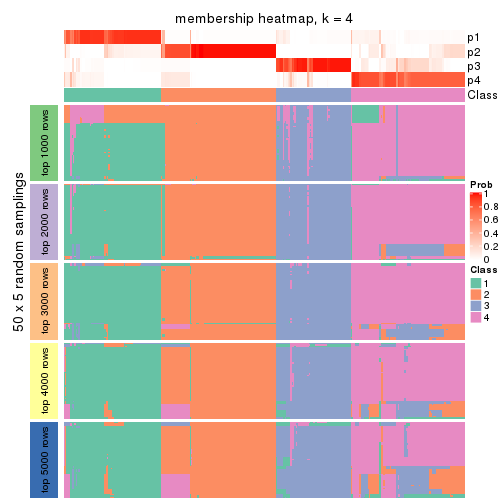 membership heatmap, k = 4
p1
p2
p3
p4
Class
50 x 5 random samplings
top 1000 rows
top 2000 rows
top 3000 rows
top 4000 rows
top 5000 rows
Prob
1
0.8
0.6
0.4
0.2
0
Class
1
2
3
4